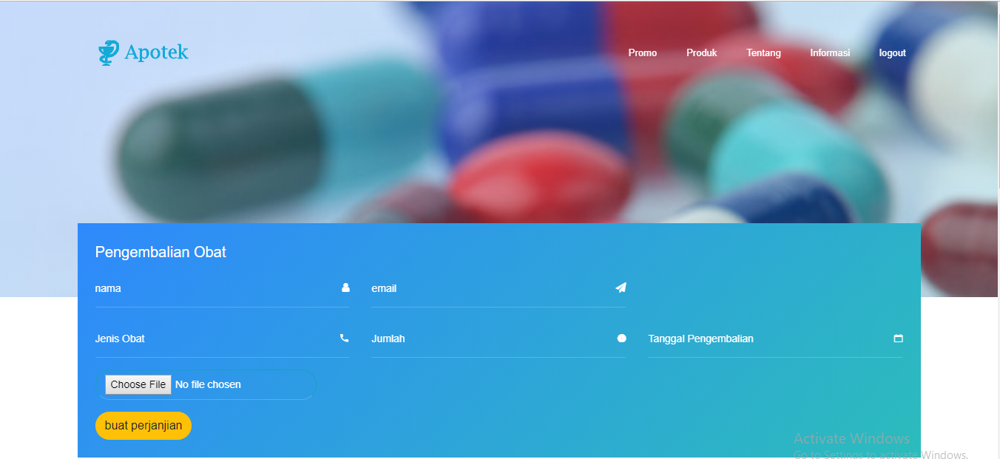 Apotek
Promo Produk Tentang Informasi logout
Pengembalian Obat
nama email
Jenis Obat Jumlah Tanggal Pengembalian
Choose File No file chosen
buat perjanjian
Activate Windows
Go to Settings to activate Windows.